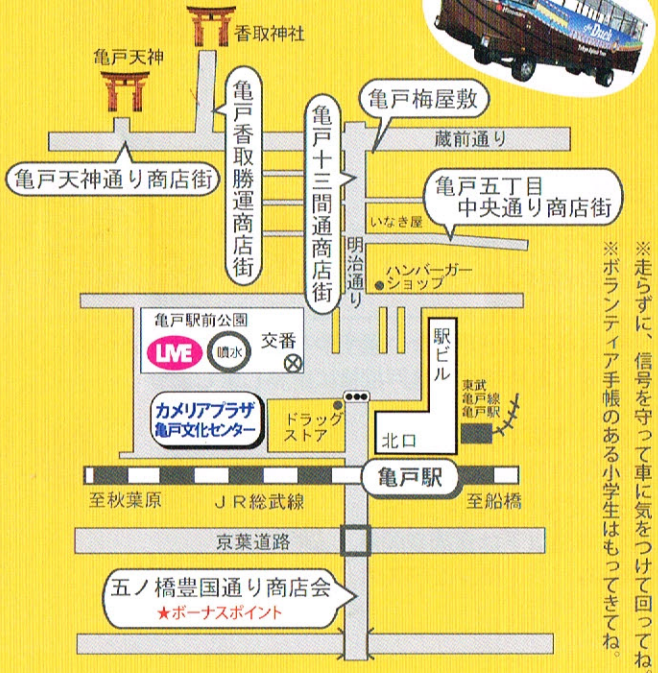 香取神社
亀戸天神
Duck
亀戸梅屋敷
蔵前通り
亀戸天神通り商店街
亀戸香取勝運商店街
亀戸十三間通商店街
亀戸五丁目
中央通り商店街
いなき屋
明治通り
ハンバーガー
ショップ
亀戸駅前公園
LIVE
噴水
交番
駅ビル
東武
亀戸線
亀戸駅
カメリアプラザ
亀戸文化センター
ドラッグ
ストア
北口
亀戸駅
至秋葉原
JR総武線
至船橋
京葉道路
五ノ橋豊国通り商店会
★ボーナスポイント
※走らずに、信号を守って車に気をつけて回ってね。
※ボランティア手帳のある小学生はもってきてね。